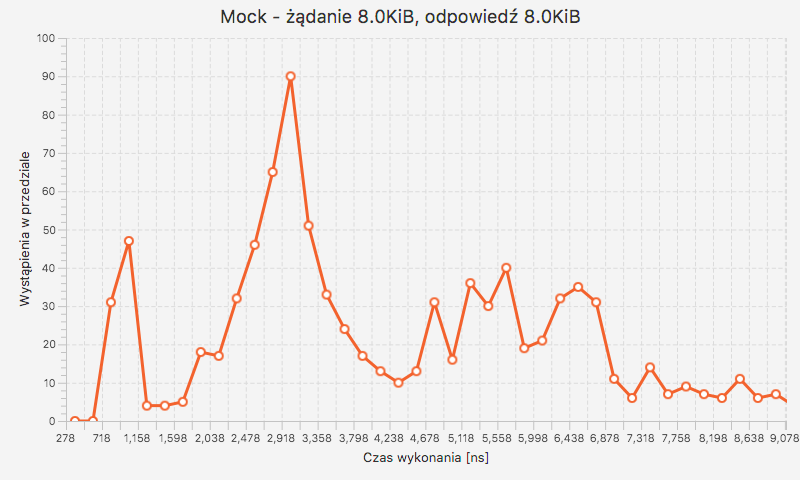 Mock - żądanie 8.0KiB, odpowiedź 8.0KiB
100
90
80
70
60
50
40
30
20
10
0
Wystąpienia w przedziale
278 718 1,158 1,598 2,038 2,478 2,918 3,358 3,798 4,238 4,678 5,118 5,558 5,998 6,438 6,878 7,318 7,758 8,198 8,638 9,078
Czas wykonania [ns]